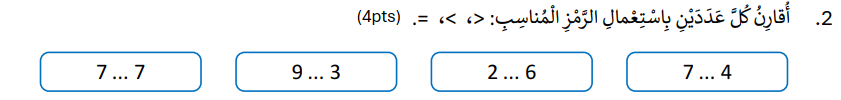 2. أُقارِنُ كُلَّ عَدَدَيْنِ بِاسْتِعْمالِ الرَّمْزِ الْمُناسِبِ: <، >، =. (4pts)
7 ... 4
2 ... 6
9 ... 3
7 ... 7